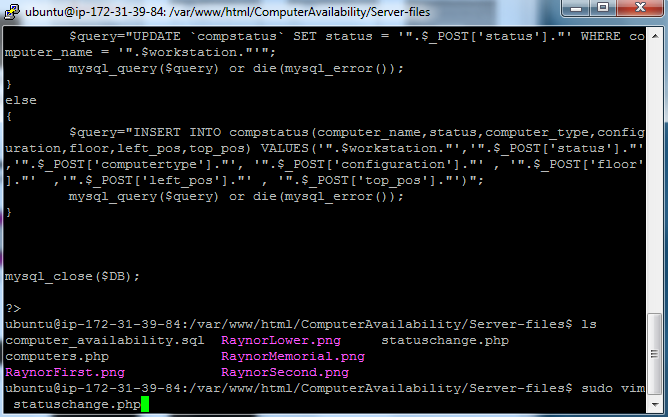 ubuntu@ip-172-31-39-84: /var/www/html/ComputerAvailability/Server-files
        $query="UPDATE `compstatus` SET status = '".$_POST['status']."' WHERE co
mputer_name = '".$workstation."'";
        mysql_query($query) or die(mysql_error());
}
else
{
        $query="INSERT INTO compstatus(computer_name,status,computer_type,config
uration,floor,left_pos,top_pos) VALUES('".$workstation."','".$_POST['status']."'
,'".$_POST['computertype']."', '".$_POST['configuration']."' , '".$_POST['floor'
]."'  ,'".$_POST['left_pos']."' , '".$_POST['top_pos']."')";
        mysql_query($query) or die(mysql_error());
}
mysql_close($DB);
?>
ubuntu@ip-172-31-39-84:/var/www/html/ComputerAvailability/Server-files$ ls
computer_availability.sql  RaynorLower.png     statuschange.php
computers.php              RaynorMemorial.png
RaynorFirst.png            RaynorSecond.png
ubuntu@ip-172-31-39-84:/var/www/html/ComputerAvailability/Server-files$ sudo vim
 statuschange.php